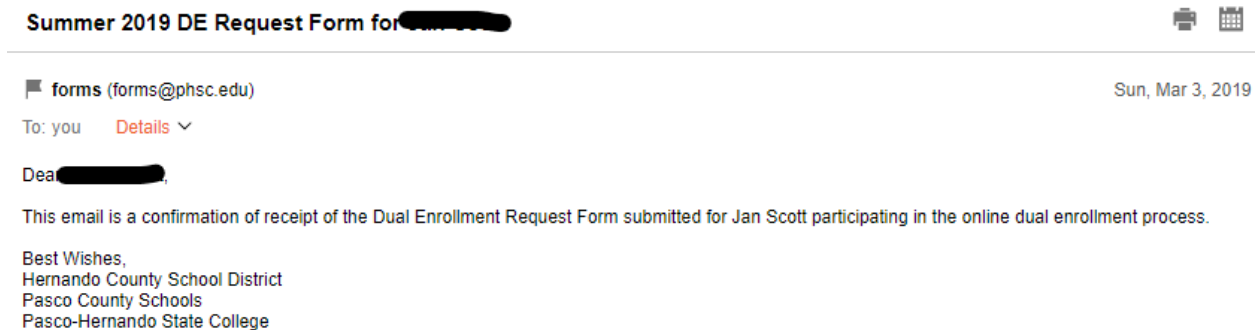 Summer 2019 DE Request Form for
forms (forms@phsc.edu)
Sun, Mar 3, 2019
To: you Details
Dear
This email is a confirmation of receipt of the Dual Enrollment Request Form submitted for Jan Scott participating in the online dual enrollment process.
Best Wishes,
Hernando County School District
Pasco County Schools
Pasco-Hernando State College